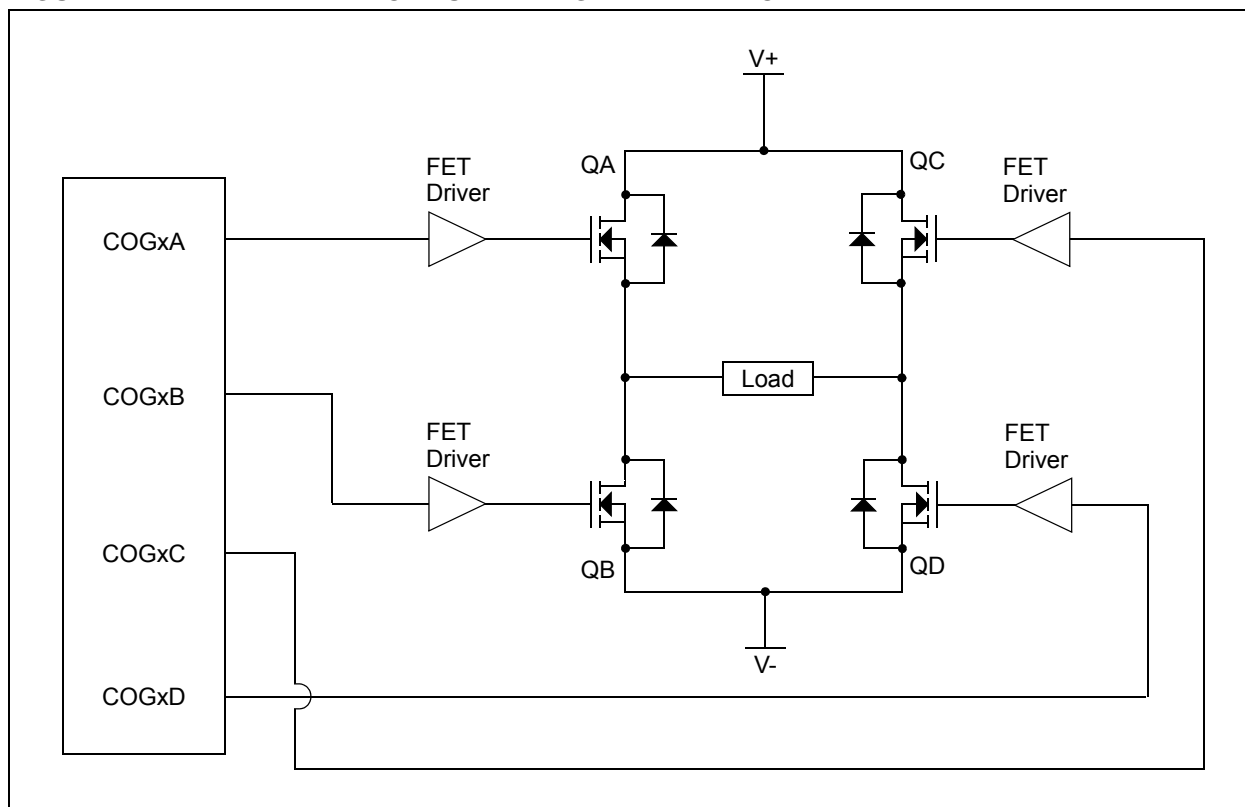 V+
QA
QC
FET
Driver
FET
Driver
COGxA
Load
COGxB
FET
Driver
FET
Driver
COGxC
QB
QD
V-
COGxD